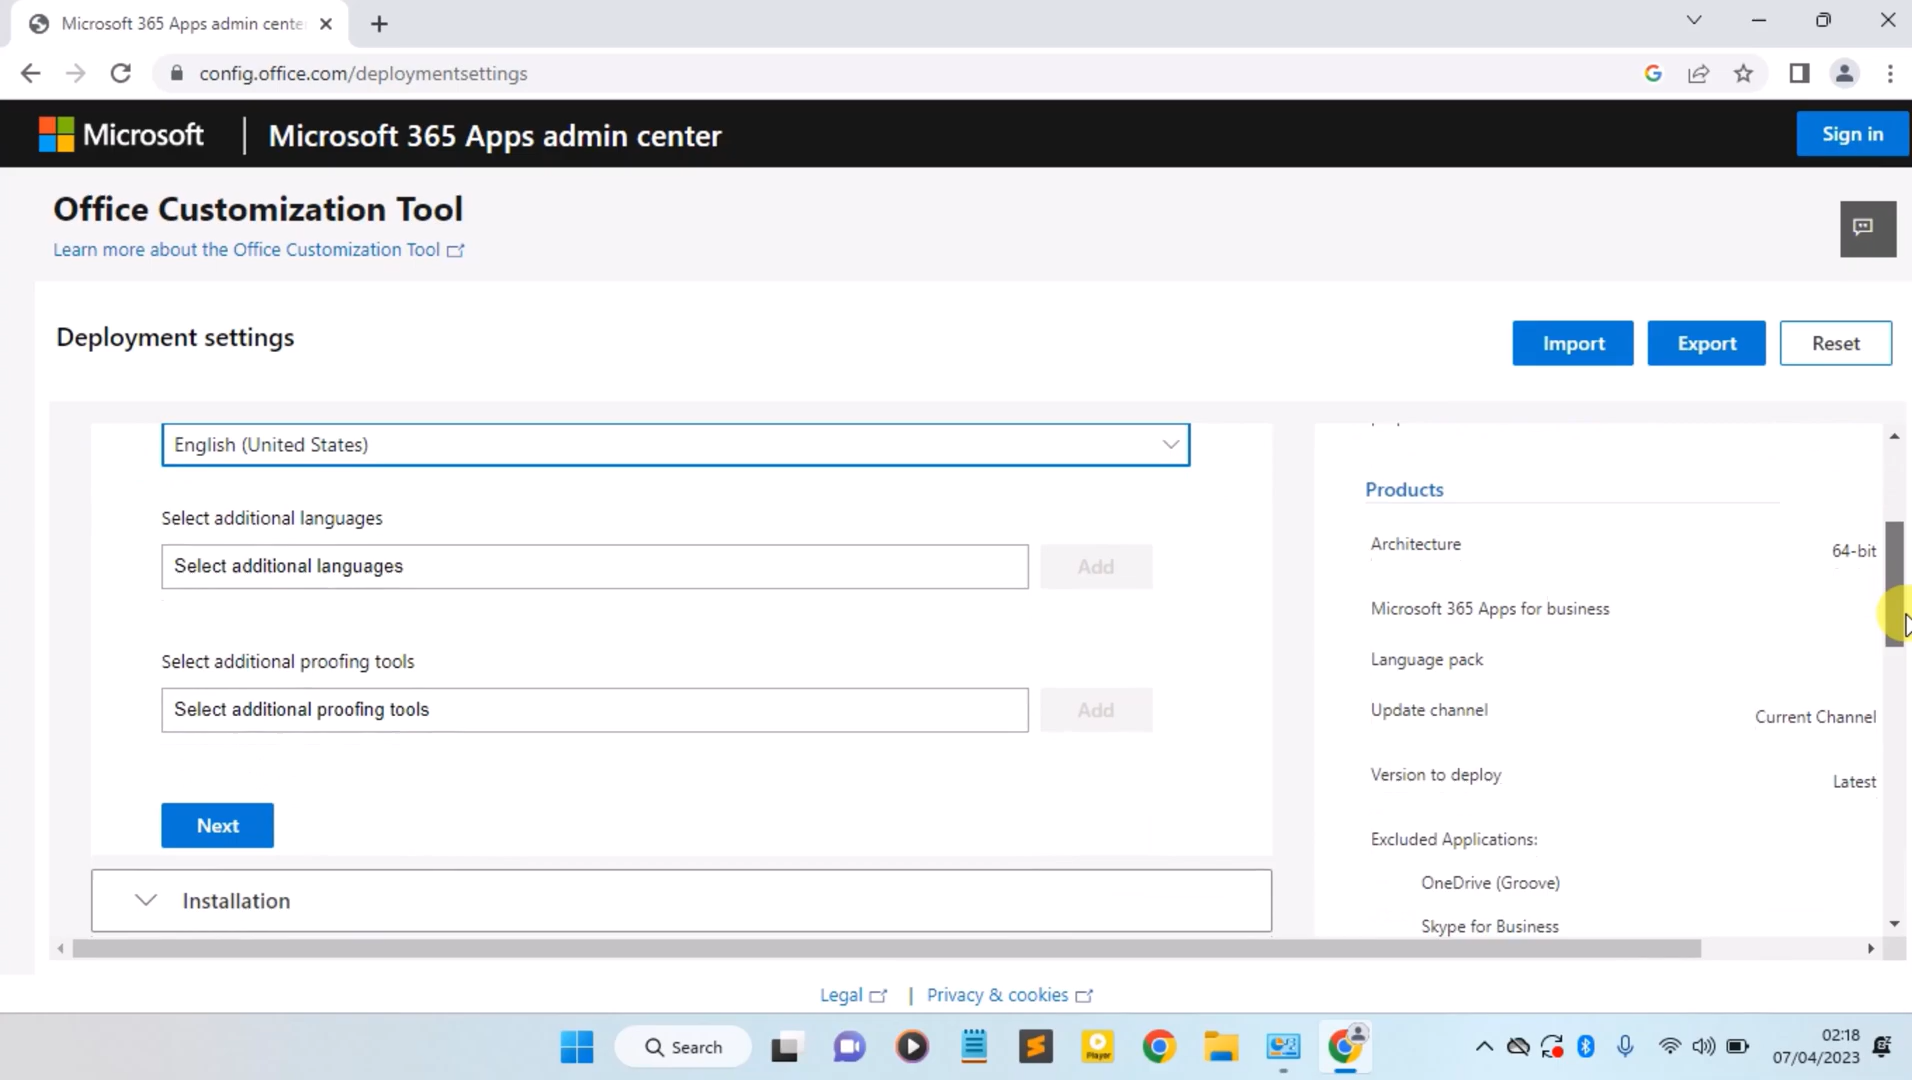 Microsoft 365 Apps admin cente
config.office.com/deploymentsettings
Microsoft
Microsoft 365 Apps admin center
Sign in
Office Customization Tool
Learn more about the Office Customization Tool
Deployment settings
Import
Export
Reset
English (United States)
Select additional languages
Select additional languages
Add
Select additional proofing tools
Select additional proofing tools
Add
Next
Installation
Products
Architecture
64-bit
Microsoft 365 Apps for business
Language pack
Update channel
Current Channel
Version to deploy
Latest
Excluded Applications:
OneDrive (Groove)
Skype for Business
Legal
|
Privacy & cookies
Search
Player
02:18
07/04/2023